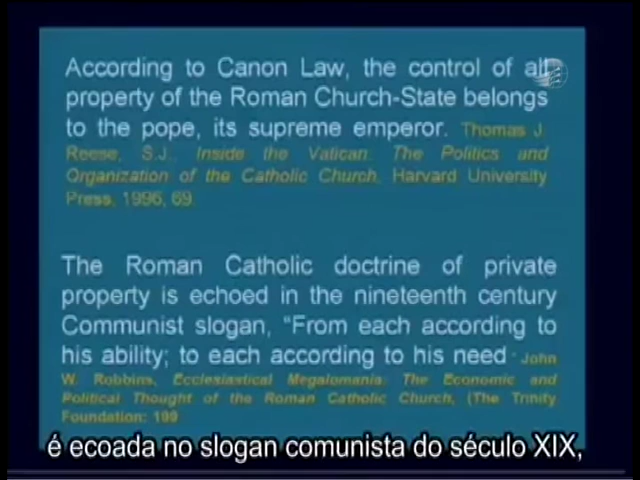 According to Canon Law, the control of all
property of the Roman Church-State belongs
to the pope, its supreme emperor. Thomas J.
Reese, S.J., Inside the Vatican: The Politics and
Organization of the Catholic Church, Harvard University
Press, 1996, 69
The Roman Catholic doctrine of private
property is echoed in the nineteenth century
Communist slogan, “From each according to
his ability; to each according to his need John
W. Robbins, Ecclesiastical Megalomania: The Economic and
Political Thought of the Roman Catholic Church, (The Trinity
Foundation: 199
é ecoada no slogan comunista do século XIX,